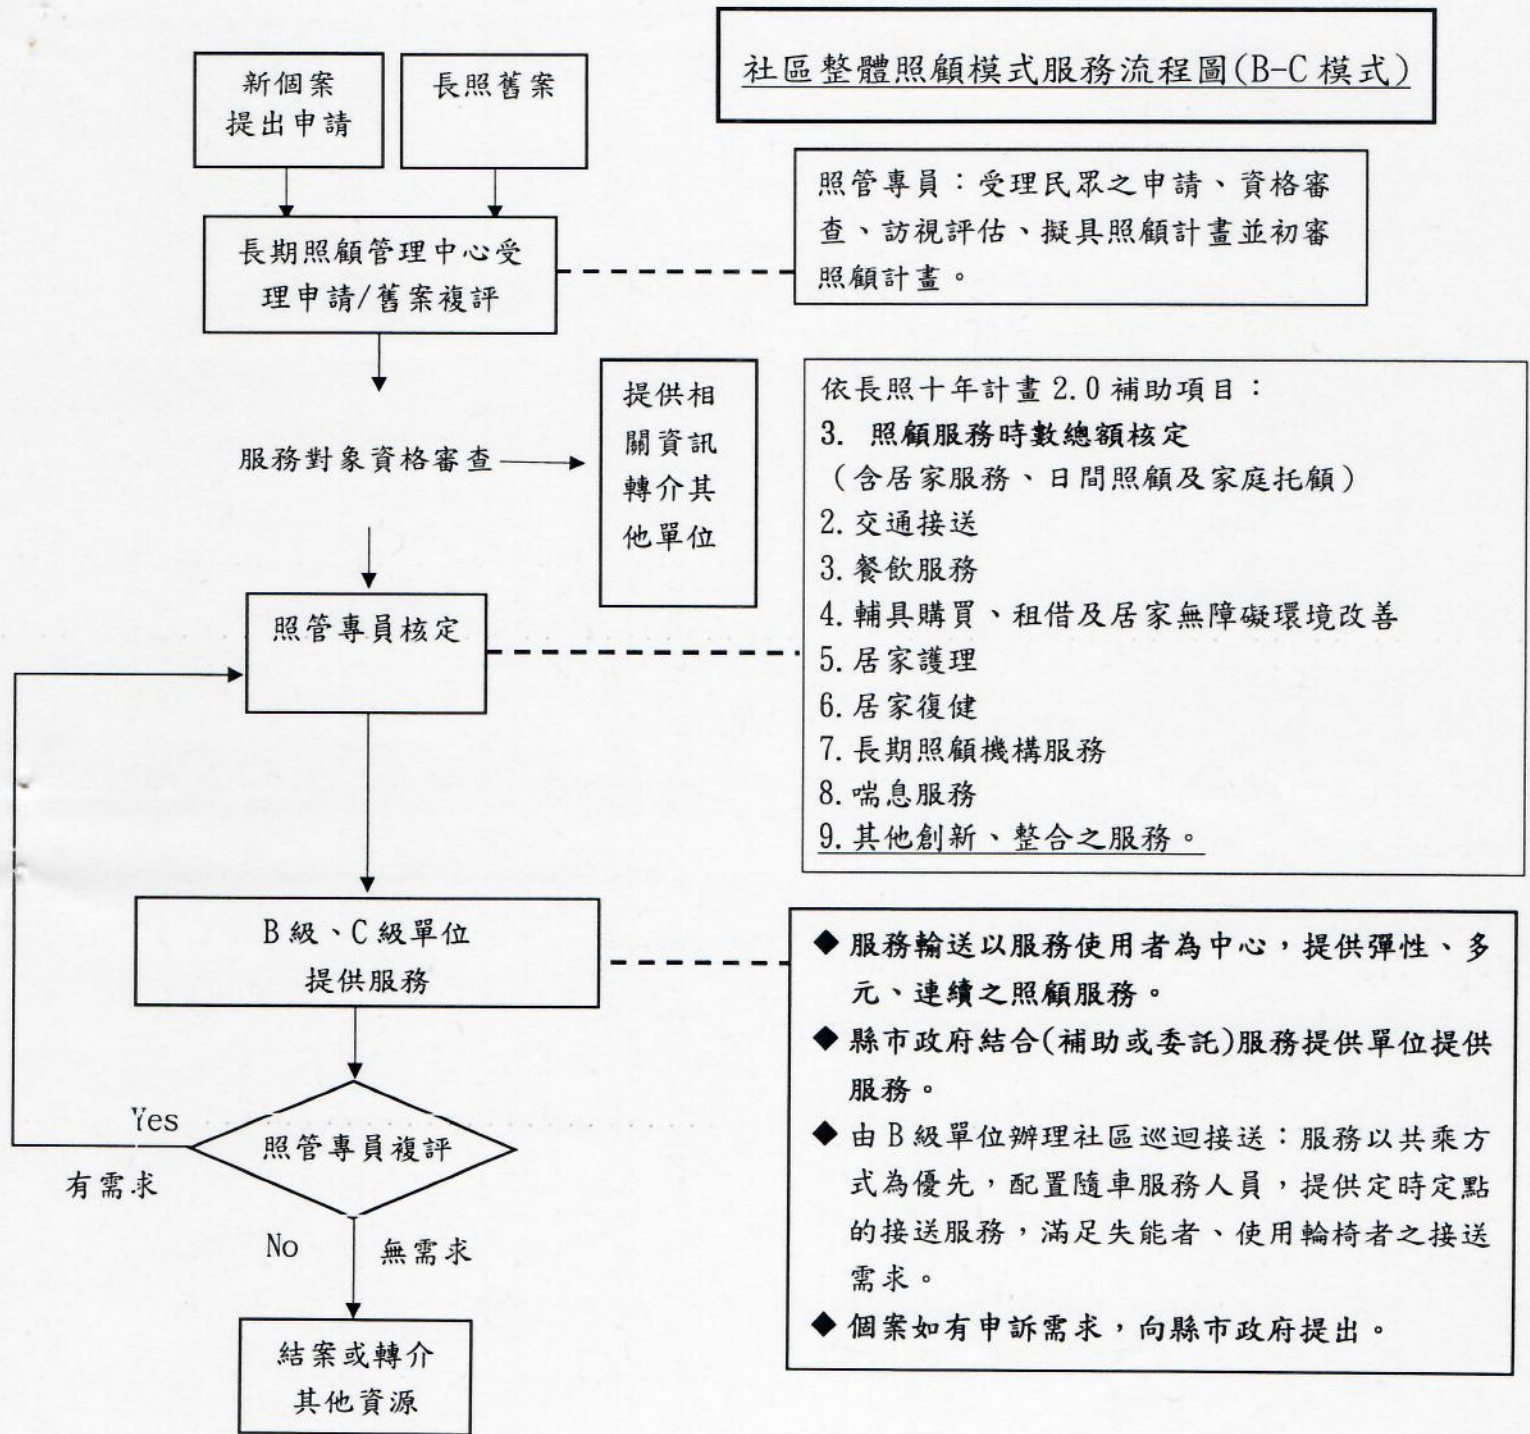 社區整體照顧模式服務流程圖(B-C 模式)
新個案
提出申請
長照舊案
照管專員：受理民眾之申請、資格審
查、訪視評估、擬具照顧計畫並初審
照顧計畫。
長期照顧管理中心受
理申請/舊案複評
服務對象資格審查
提供相
關資訊
轉介其
他單位
依長照十年計畫 2.0 補助項目：
3. 照顧服務時數總額核定
（含居家服務、日間照顧及家庭托顧）
2.交通接送
3.餐飲服務
4.輔具購買、租借及居家無障礙環境改善
5.居家護理
6.居家復健
7.長期照顧機構服務
8.喘息服務
9.其他創新、整合之服務。
照管專員核定
B 級、C 級單位
提供服務
◆ 服務輸送以服務使用者為中心，提供彈性、多
元、連續之照顧服務。
◆ 縣市政府結合(補助或委託)服務提供單位提供
服務。
◆ 由 B 級單位辦理社區巡迴接送：服務以共乘方
式為優先，配置隨車服務人員，提供定時定點
的接送服務，滿足失能者、使用輪椅者之接送
需求。
◆ 個案如有申訴需求，向縣市政府提出。
照管專員複評
Yes
有需求
No
無需求
結案或轉介
其他資源